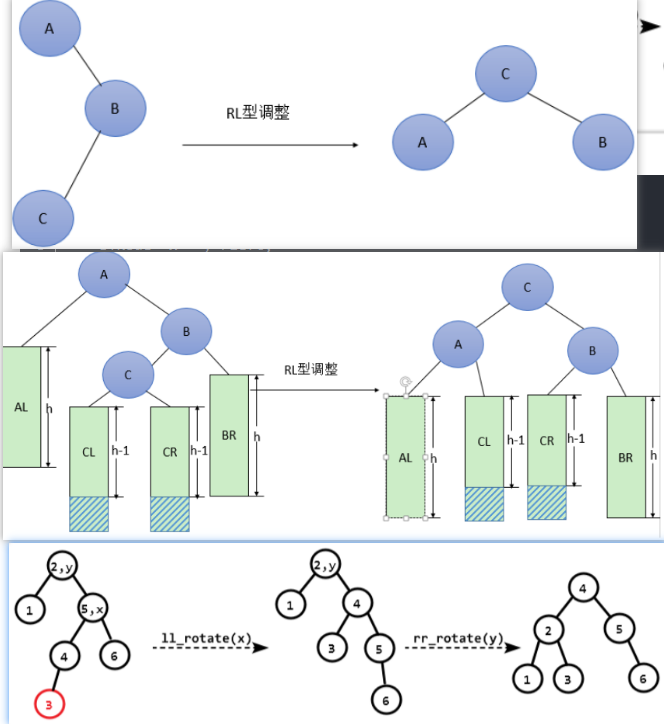 A
B
C
RL型调整
C
A
B
A
B
C
AL
h
CL
h-1
CR
h-1
BR
h
RL型调整
C
A
B
AL
h
CL
h-1
CR
h-1
BR
h
2,y
1
5,x
4
6
3
ll_rotate(x)
2,y
1
4
3
5
6
rr_rotate(y)
4
2
5
1
3
6